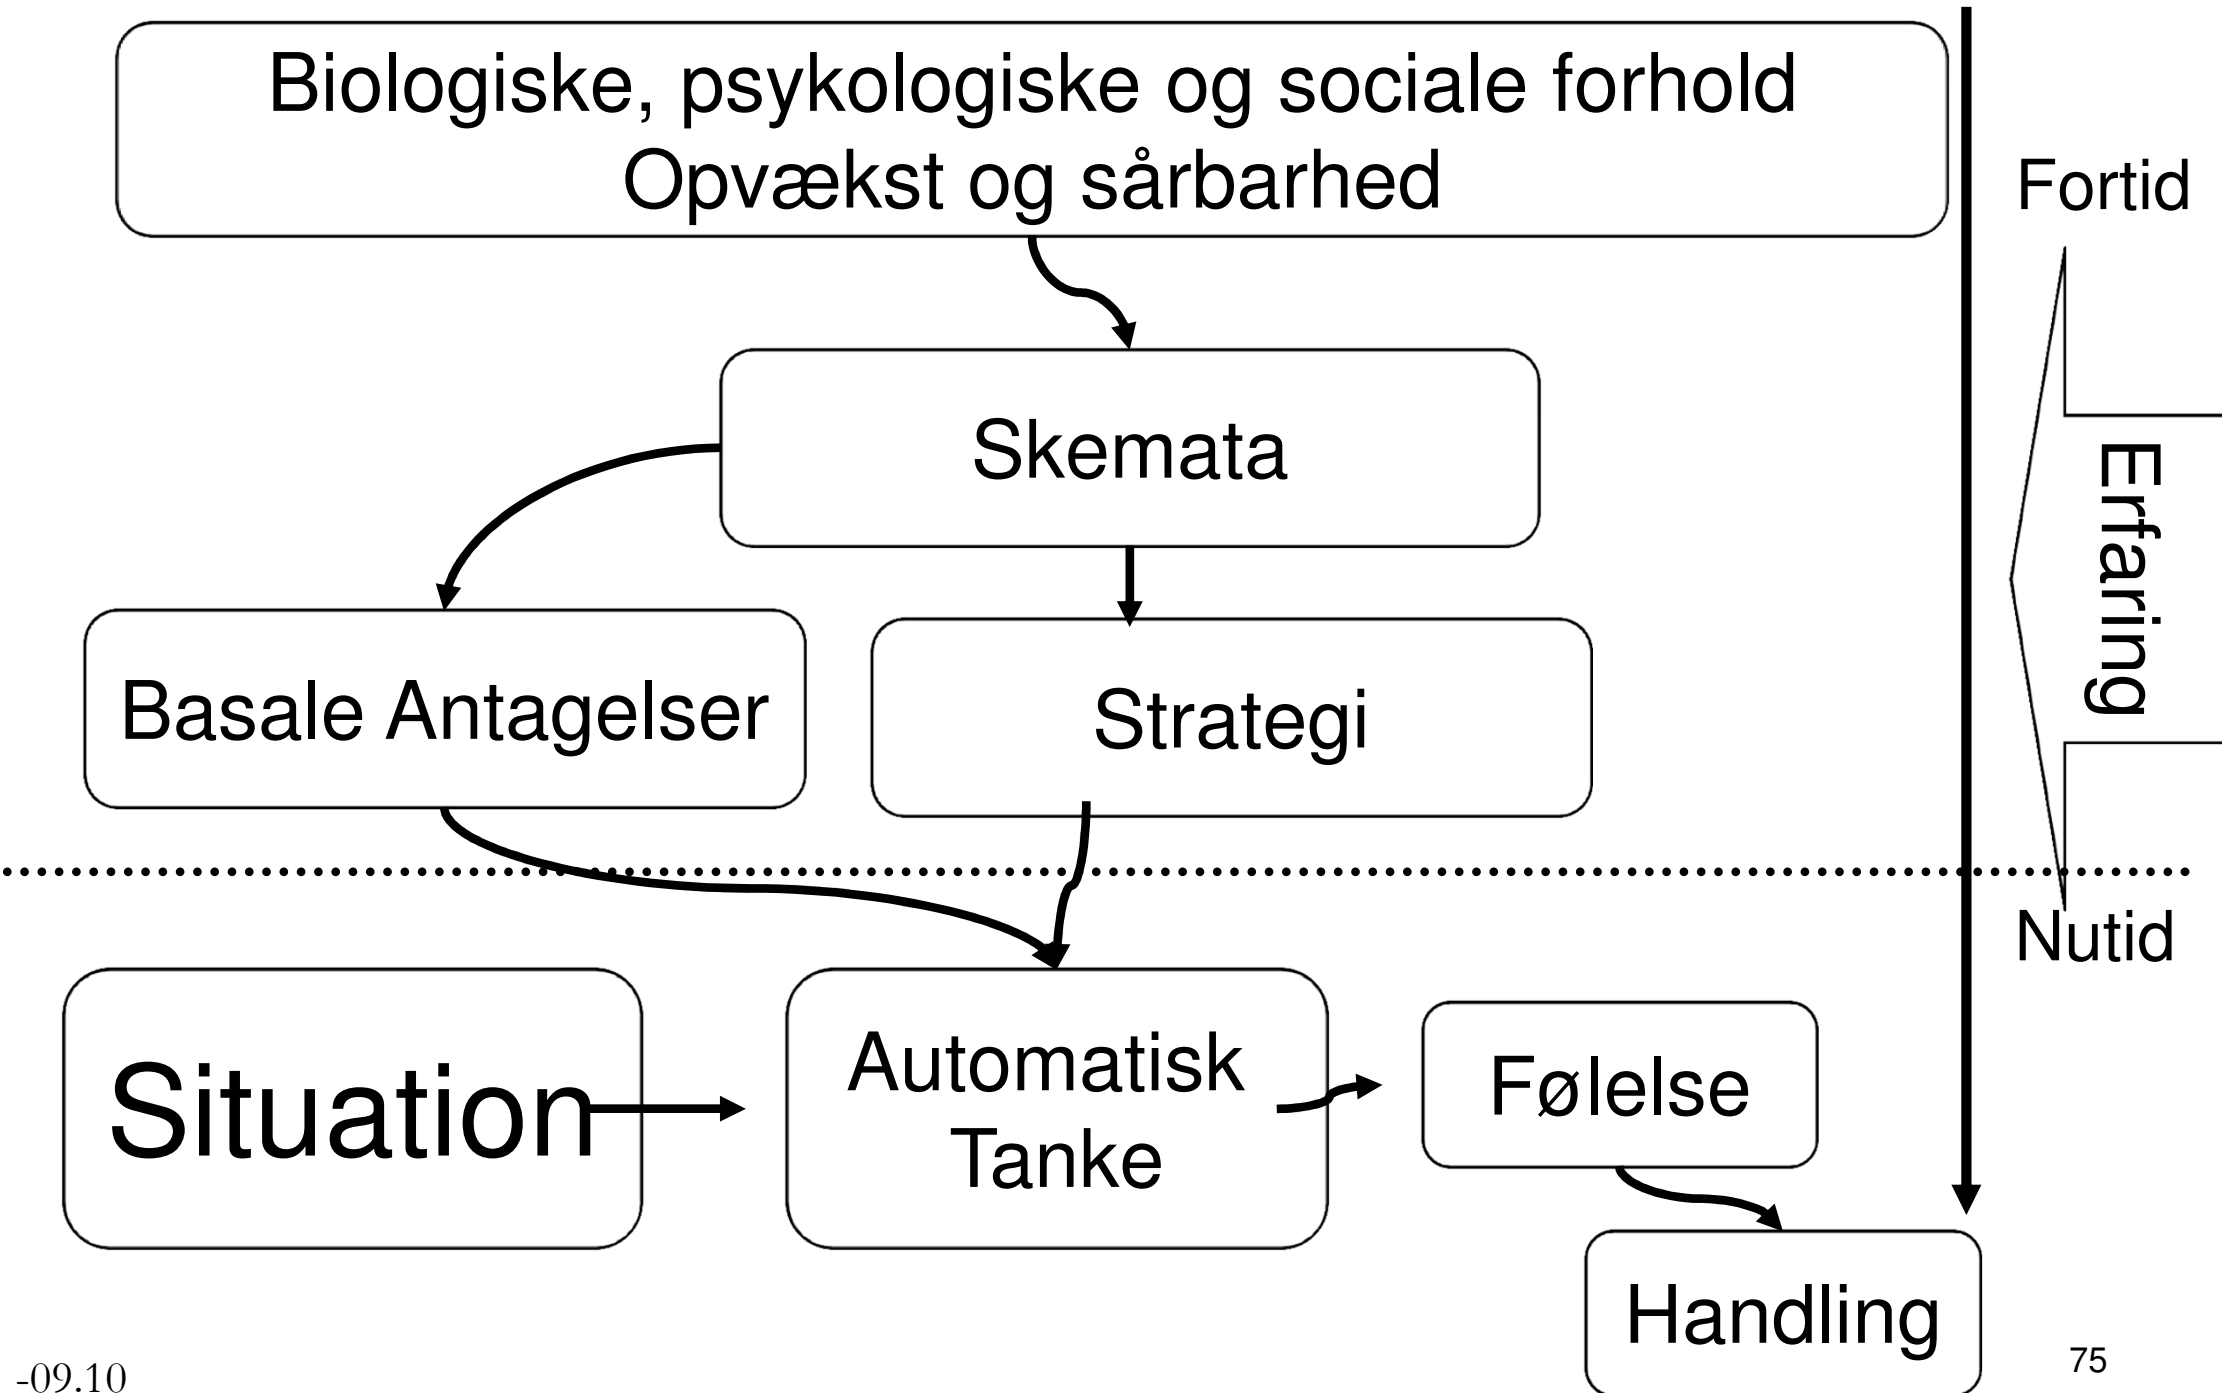 Biologiske, psykologiske og sociale forhold
Opvækst og sårbarhed
Fortid
Skemata
Erfaring
Basale Antagelser
Strategi
Nutid
Situation
Automatisk
Tanke
Følelse
Handling
-09.10
75